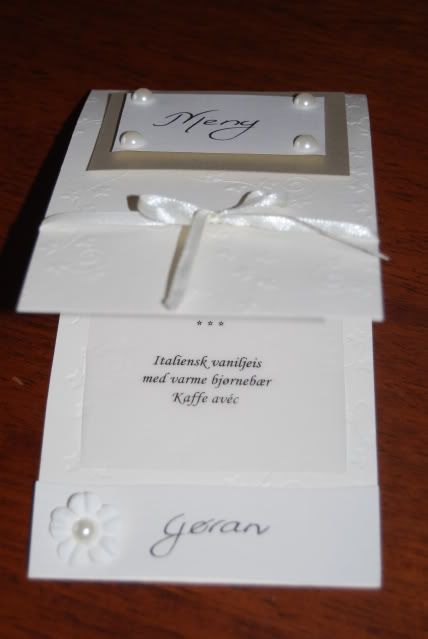 Meny
* * *
Italiensk vaniljeis
med varme bjørnebær
Kaffe avéc
Gøran